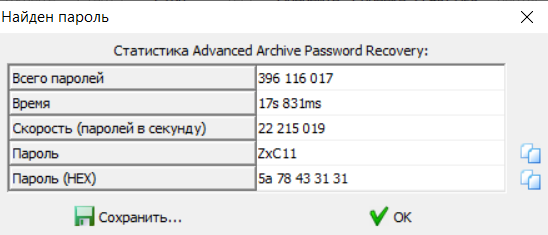 Найден пароль
Статистика Advanced Archive Password Recovery:
Всего паролей 396 116 017
Время 17s 831ms
Скорость (паролей в секунду) 22 215 019
Пароль ZxC11
Пароль (HEX) 5a 78 43 31 31
Сохранить... OK